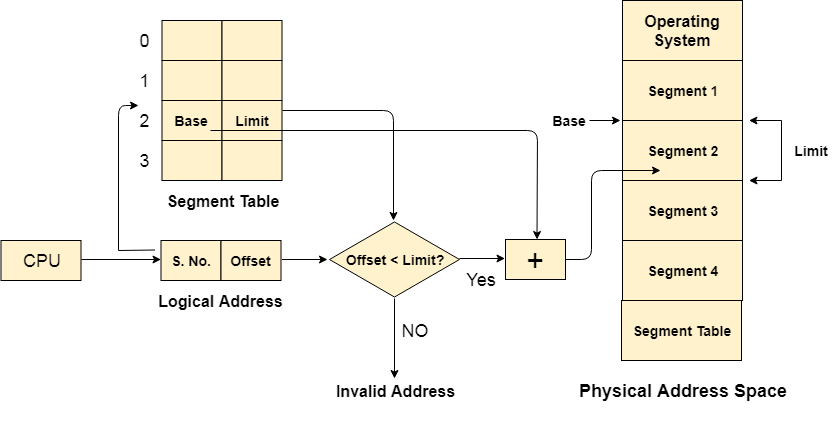 Operating
System
0
1
Segment 1
2
Base
Limit
Base
Segment 2
Limit
3
Segment Table
Segment 3
CPU
S. No.
Offset
Offset < Limit?
+
Yes
Segment 4
Logical Address
NO
Segment Table
Invalid Address
Physical Address Space